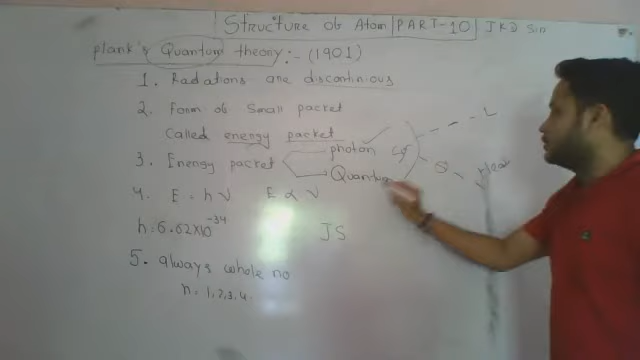 Structure of Atom PART-10 JKD Sir
plank's Quantum theory:- (1901)
1. Radiations are discontinious
2. Form of Small packet
Called energy packet
3. Energy packet photon
Quantum
4. E = hν E ∝ ν
h = 6.62×10⁻³⁴ JS
5. always whole no
n = 1, 2, 3, 4.